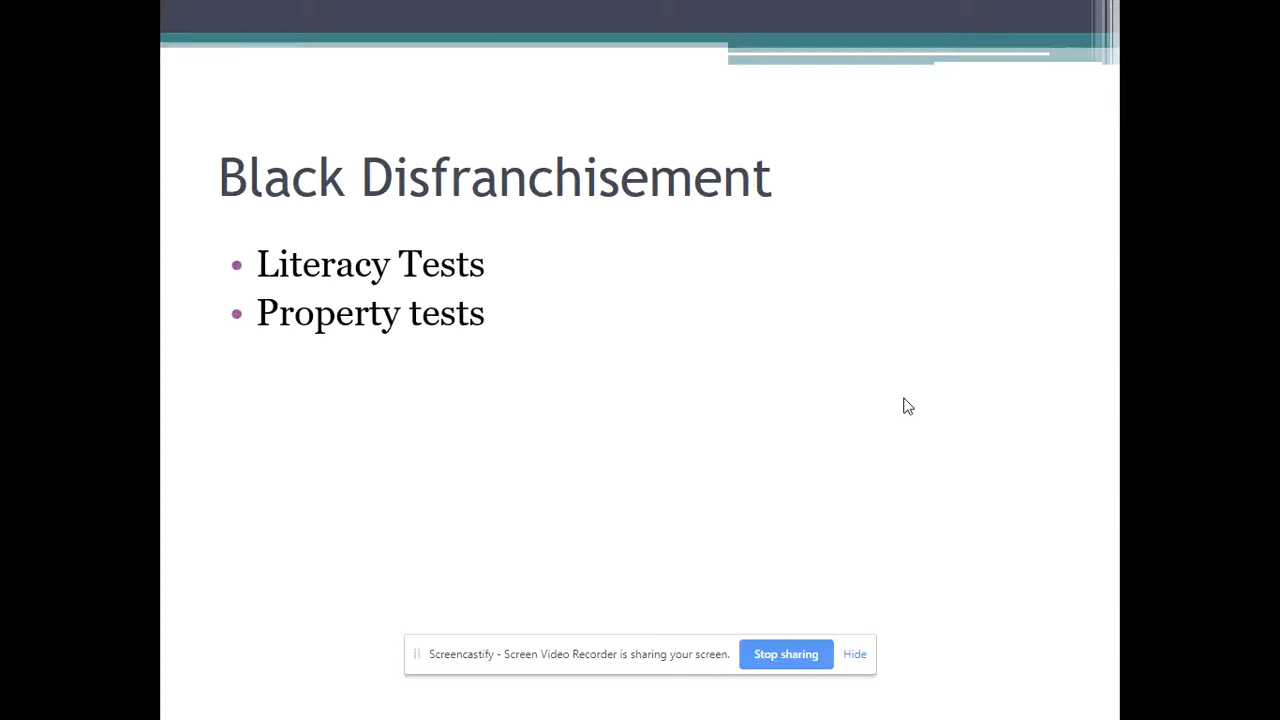 Black Disfranchisement
• Literacy Tests
• Property tests
Screencastify - Screen Video Recorder is sharing your screen. Stop sharing Hide